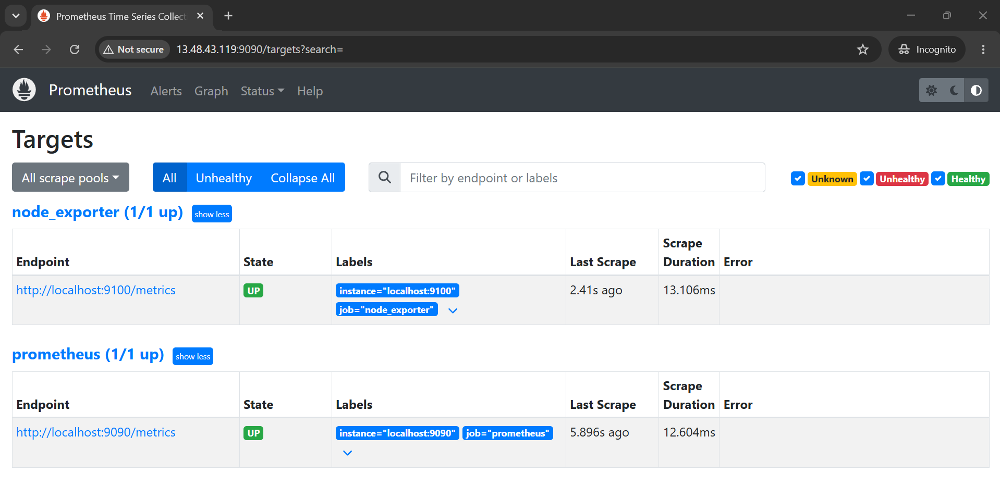 Prometheus Time Series Collect
Not secure
13.48.43.119:9090/targets?search=
Incognito
Prometheus Alerts Graph Status Help
Targets
All scrape pools
All Unhealthy Collapse All
Filter by endpoint or labels
Unknown Unhealthy Healthy
node_exporter (1/1 up) show less
Endpoint State Labels Last Scrape Scrape Duration Error
http://localhost:9100/metrics UP instance="localhost:9100" 2.41s ago 13.106ms
job="node_exporter"
prometheus (1/1 up) show less
Endpoint State Labels Last Scrape Scrape Duration Error
http://localhost:9090/metrics UP instance="localhost:9090" job="prometheus" 5.896s ago 12.604ms